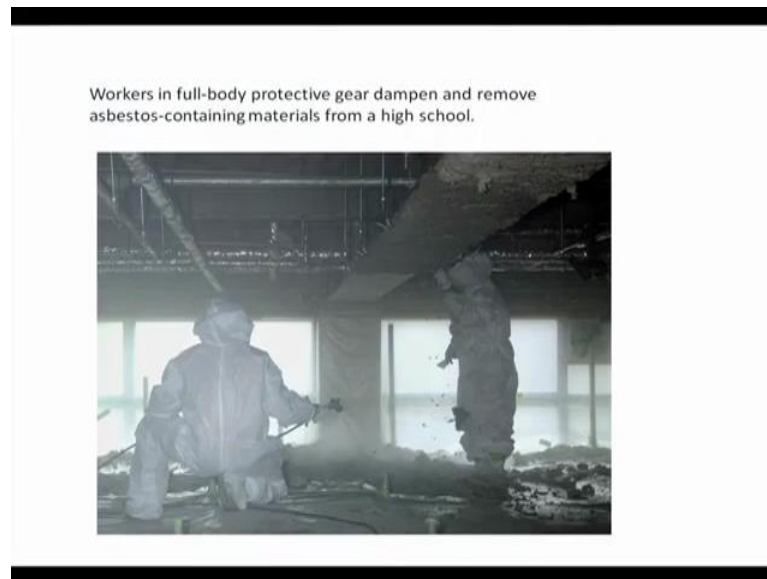 Workers in full-body protective gear dampen and remove
asbestos-containing materials from a high school.